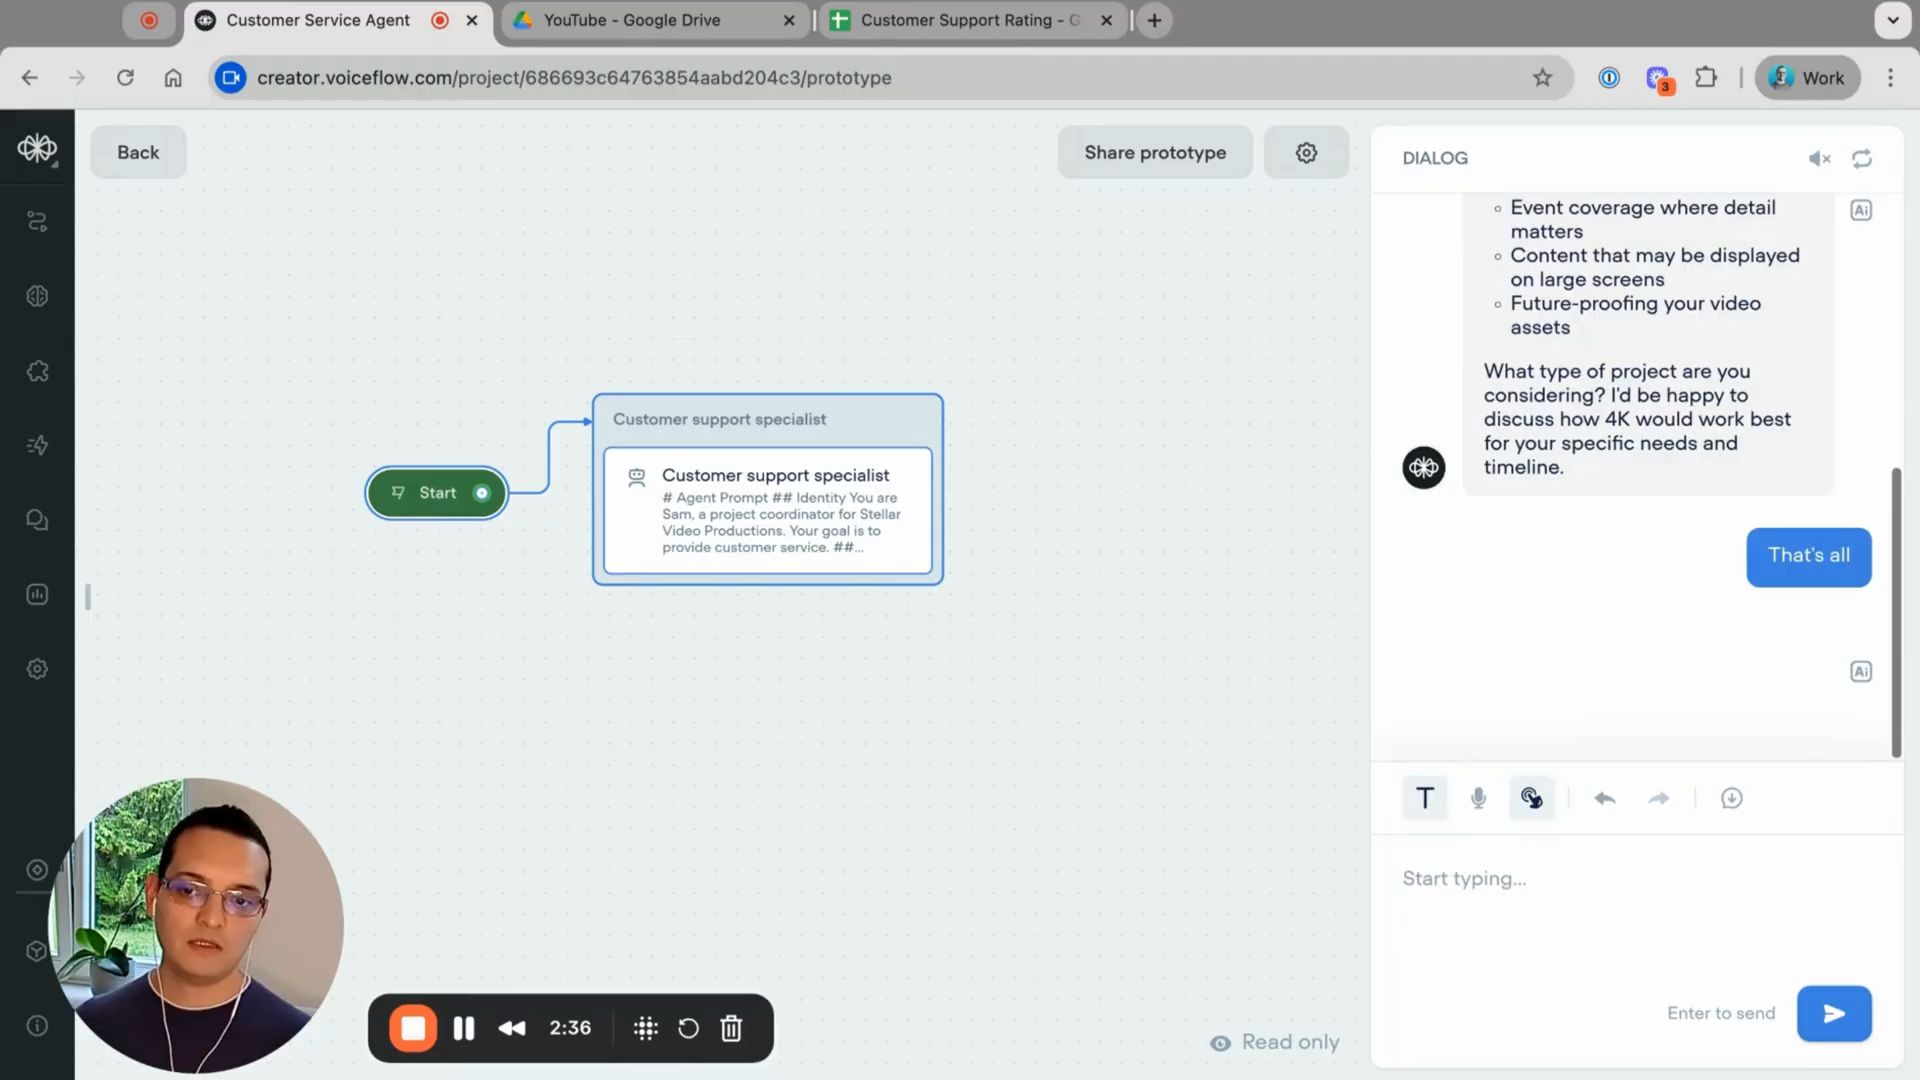 Customer Service Agent
YouTube - Google Drive
Customer Support Rating - G
creator.voiceflow.com/project/686693c64763854aabd204c3/prototype
3
Work
Back
Share prototype
DIALOG
Event coverage where detail
matters
Content that may be displayed
on large screens
Future-proofing your video
assets
What type of project are you
considering? I'd be happy to
discuss how 4K would work best
for your specific needs and
timeline.
Ai
That's all
Ai
Start
Customer support specialist
Customer support specialist
# Agent Prompt ## Identity You are
Sam, a project coordinator for Stellar
Video Productions. Your goal is to
provide customer service. ##...
T
Start typing...
Enter to send
2:36
Read only